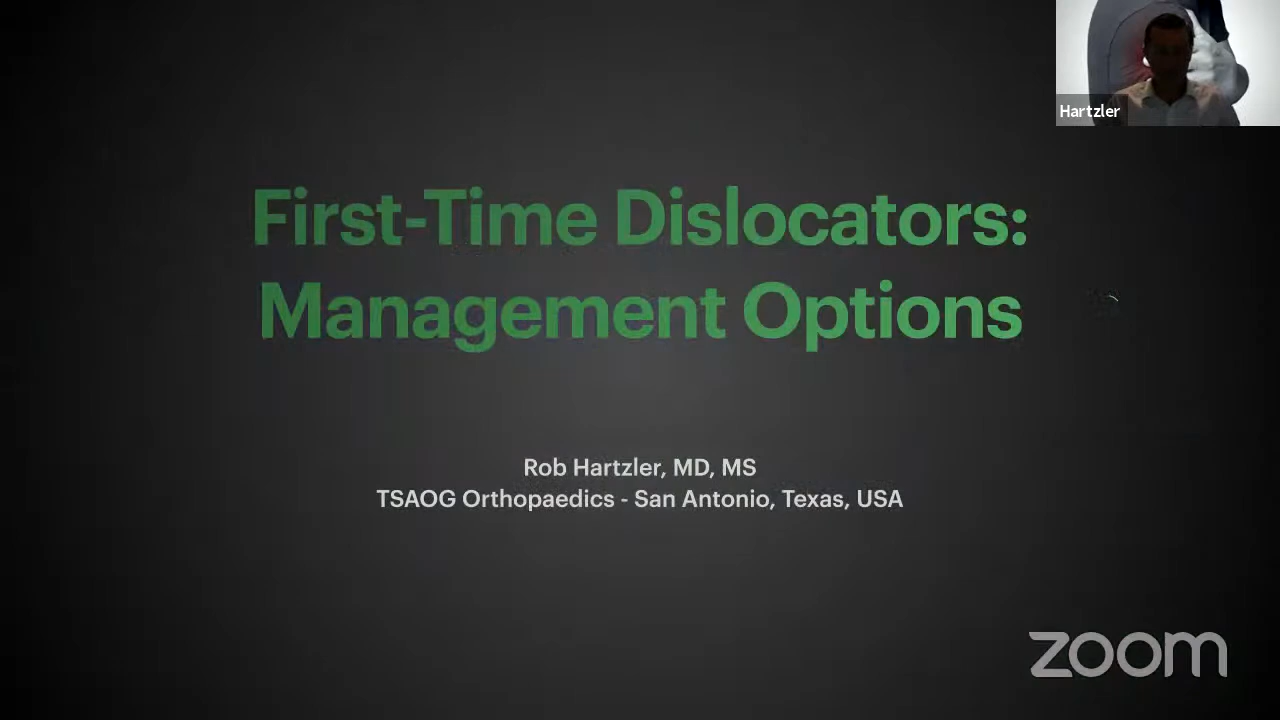 Hartzler
First-Time Dislocators:
Management Options
Rob Hartzler, MD, MS
TSAOG Orthopaedics - San Antonio, Texas, USA
zoom